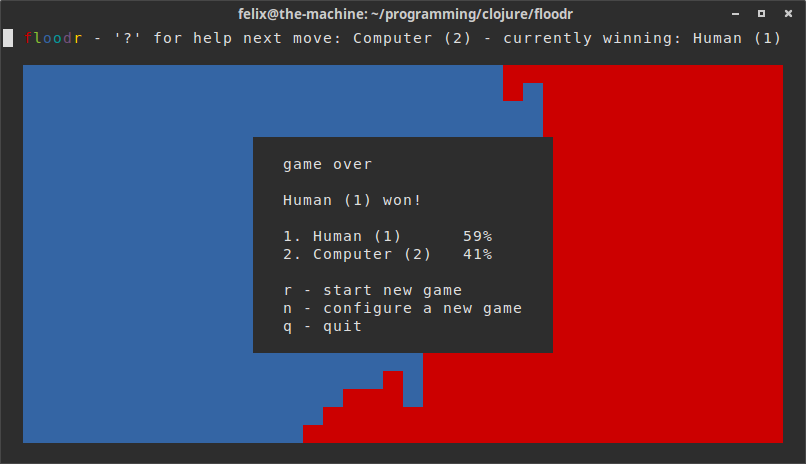 felix@the-machine: ~/programming/clojure/floodr
floodr - '?' for help next move: Computer (2) - currently winning: Human (1)
game over
Human (1) won!
1. Human (1) 59%
2. Computer (2) 41%
r - start new game
n - configure a new game
q - quit